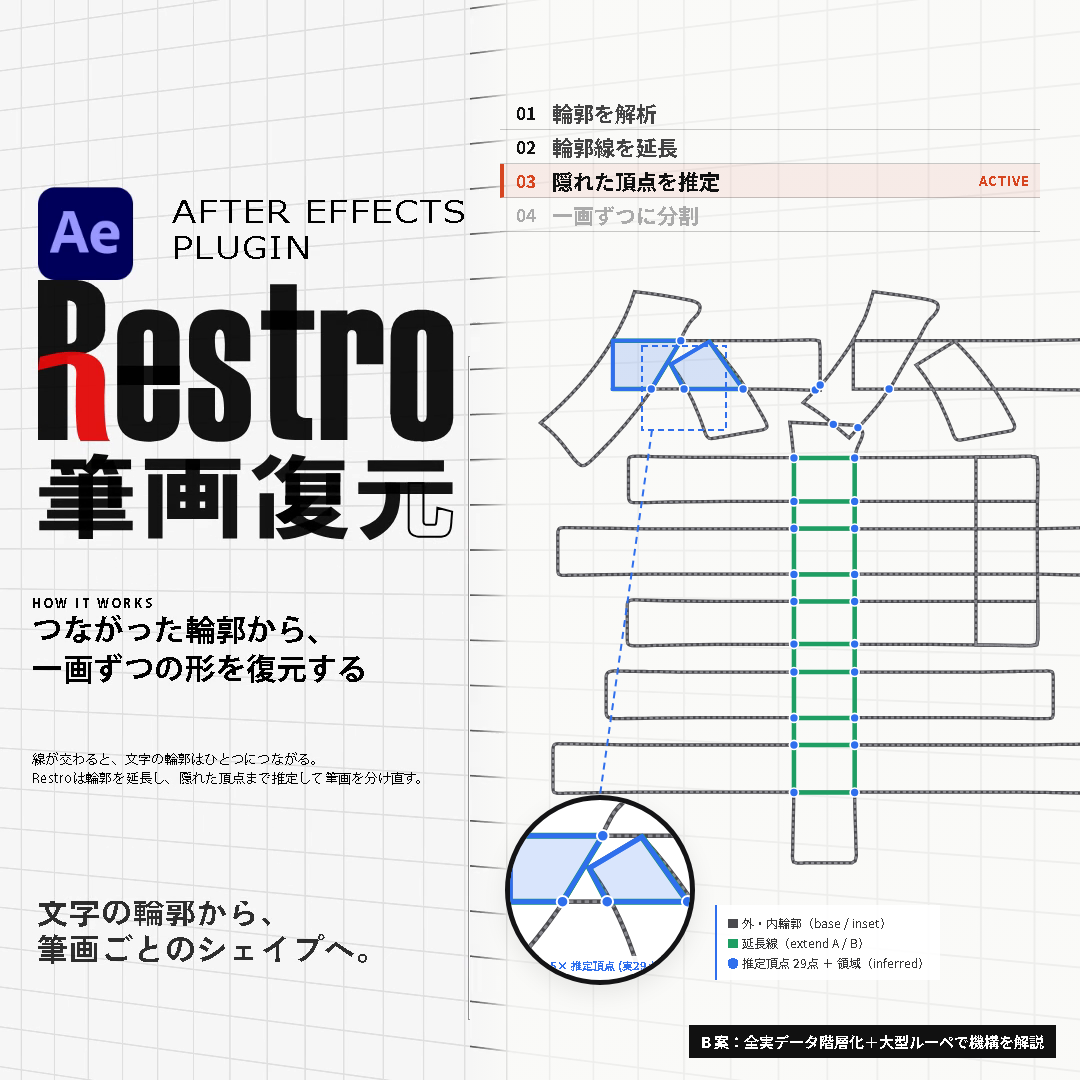 Ae
AFTER EFFECTS
PLUGIN
Restro
筆画復元
HOW IT WORKS
つながった輪郭から、
一画ずつの形を復元する
線が交わると、文字の輪郭はひとつにつながる。
Restroは輪郭を延長し、隠れた頂点まで推定して筆画を分け直す。
文字の輪郭から、
筆画ごとのシェイプへ。
01 輪郭を解析
02 輪郭線を延長
03 隠れた頂点を推定 ACTIVE
04 一画ずつに分割
5× 推定頂点 (実29
外・内輪郭（base / inset）
延長線（extend A / B）
推定頂点 29点 ＋ 領域（inferred）
B案：全実データ階層化＋大型ルーペで機構を解説